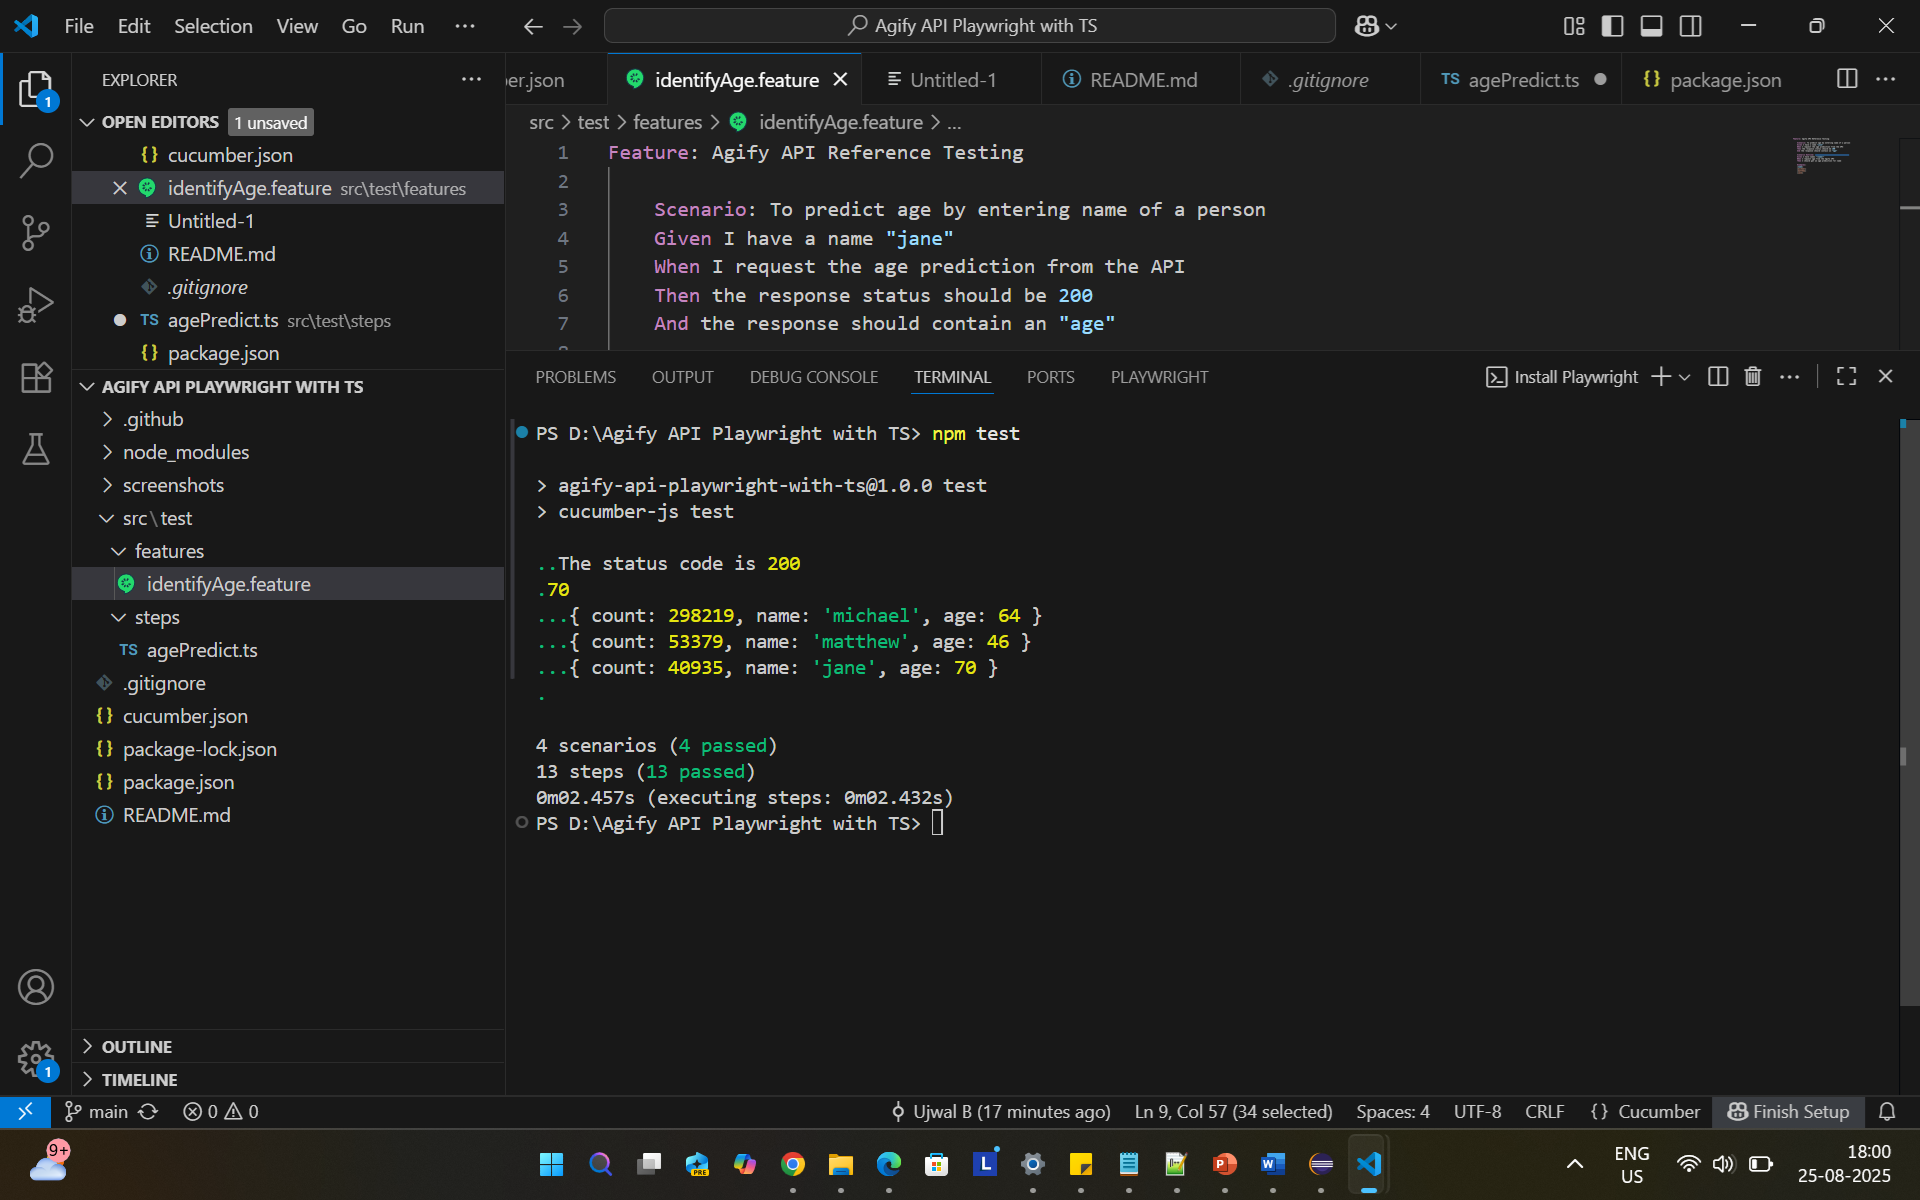 File Edit Selection View Go Run ··· Agify API Playwright with TS
EXPLORER
OPEN EDITORS 1 unsaved
{} cucumber.json
identifyAge.feature src\test\features
Untitled-1
README.md
.gitignore
TS agePredict.ts src\test\steps
{} package.json
AGIFY API PLAYWRIGHT WITH TS
.github
node_modules
screenshots
src\test
features
identifyAge.feature
steps
TS agePredict.ts
.gitignore
{} cucumber.json
{} package-lock.json
{} package.json
README.md
OUTLINE
TIMELINE
1
1
er.json identifyAge.feature Untitled-1 README.md .gitignore TS agePredict.ts {} package.json
src > test > features > identifyAge.feature > ...
1 Feature: Agify API Reference Testing
2
3 Scenario: To predict age by entering name of a person
4 Given I have a name "jane"
5 When I request the age prediction from the API
6 Then the response status should be 200
7 And the response should contain an "age"
PROBLEMS OUTPUT DEBUG CONSOLE TERMINAL PORTS PLAYWRIGHT Install Playwright
PS D:\Agify API Playwright with TS> npm test
> agify-api-playwright-with-ts@1.0.0 test
> cucumber-js test
..The status code is 200
.70
...{ count: 298219, name: 'michael', age: 64 }
...{ count: 53379, name: 'matthew', age: 46 }
...{ count: 40935, name: 'jane', age: 70 }
.
4 scenarios (4 passed)
13 steps (13 passed)
0m02.457s (executing steps: 0m02.432s)
PS D:\Agify API Playwright with TS>
main 0 0 Ujwal B (17 minutes ago) Ln 9, Col 57 (34 selected) Spaces: 4 UTF-8 CRLF {} Cucumber Finish Setup
9+
PRE
L
P
W
ENG
US
18:00
25-08-2025